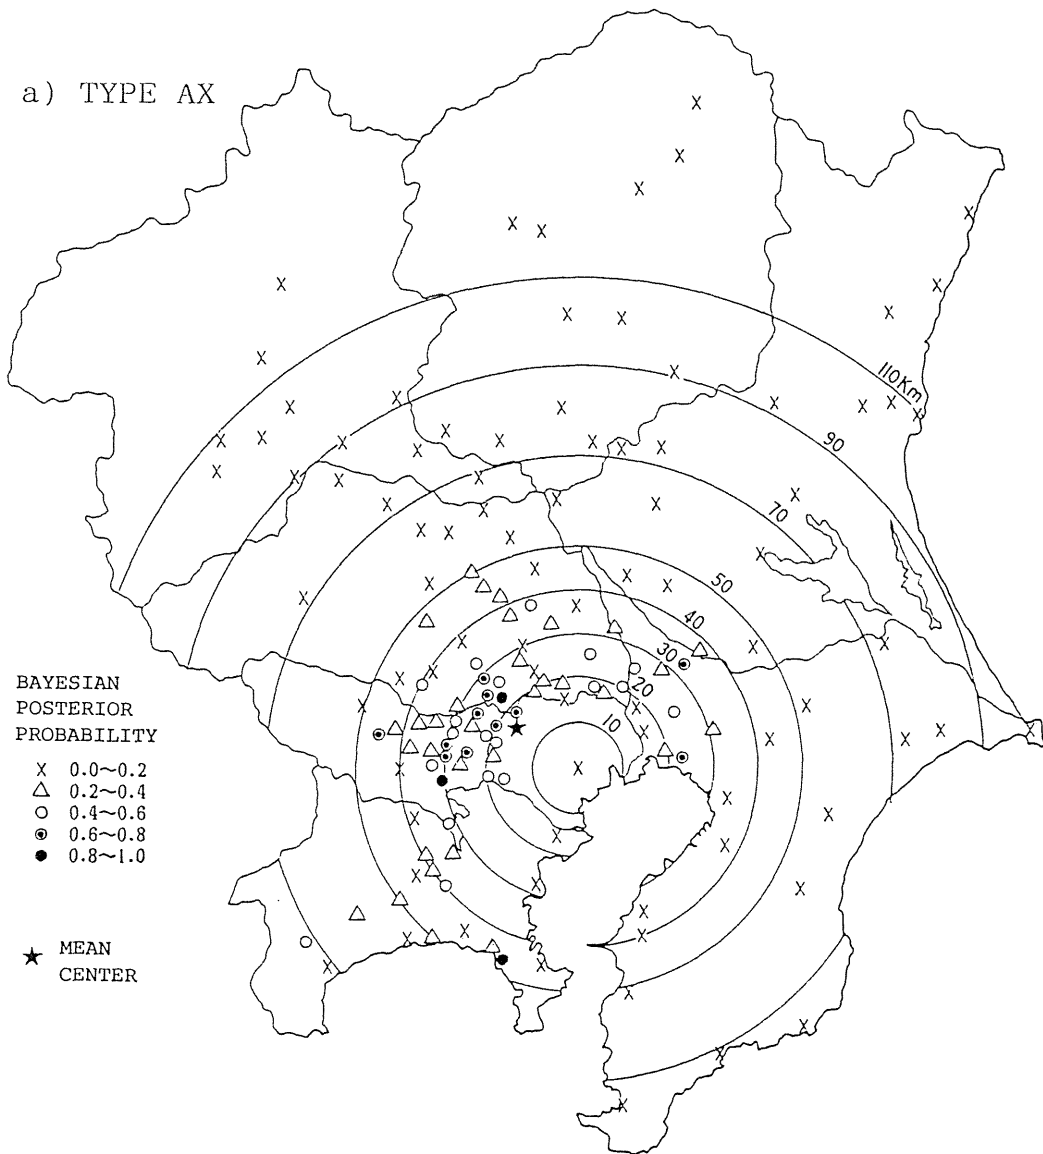 a) TYPE AX
110Km
90
70
50
40
30
20
10
BAYESIAN
POSTERIOR
PROBABILITY
X 0.0~0.2
△ 0.2~0.4
○ 0.4~0.6
◉ 0.6~0.8
● 0.8~1.0
★ MEAN
CENTER